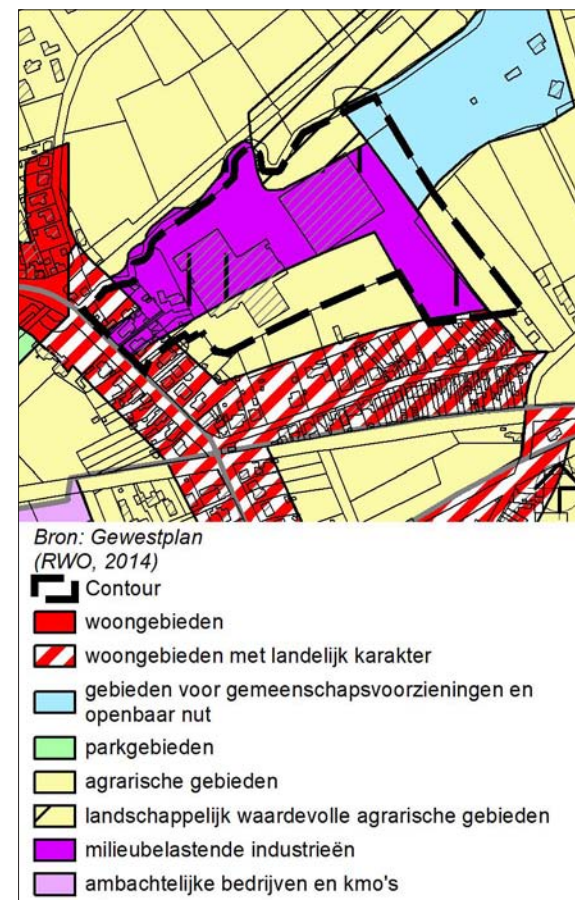 Bron: Gewestplan
(RWO, 2014)
Contour
woongebieden
woongebieden met landelijk karakter
gebieden voor gemeenschapsvoorzieningen en
openbaar nut
parkgebieden
agrarische gebieden
landschappelijk waardevolle agrarische gebieden
milieubelastende industrieën
ambachtelijke bedrijven en kmo's